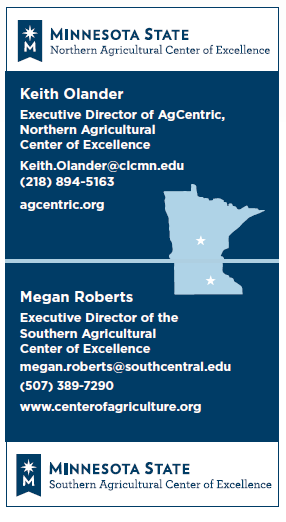 MINNESOTA STATE
Northern Agricultural Center of Excellence
Keith Olander
Executive Director of AgCentric,
Northern Agricultural
Center of Excellence
Keith.Olander@clcmn.edu
(218) 894-5163
agcentric.org
Megan Roberts
Executive Director of the
Southern Agricultural
Center of Excellence
megan.roberts@southcentral.edu
(507) 389-7290
www.centerofagriculture.org
MINNESOTA STATE
Southern Agricultural Center of Excellence